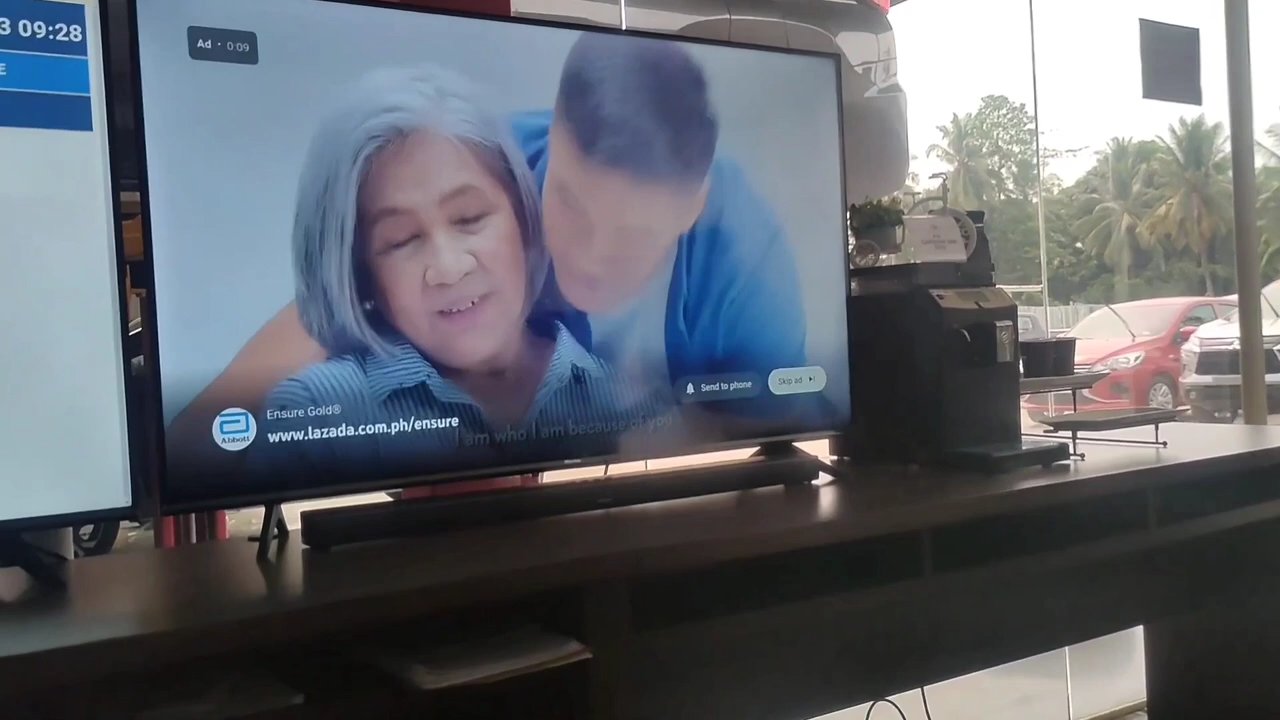 3 09:28
E
Ad • 0:09
Send to phone
Skip ad
Ensure Gold®
www.lazada.com.ph/ensure
Abbott
I am who I am because of you